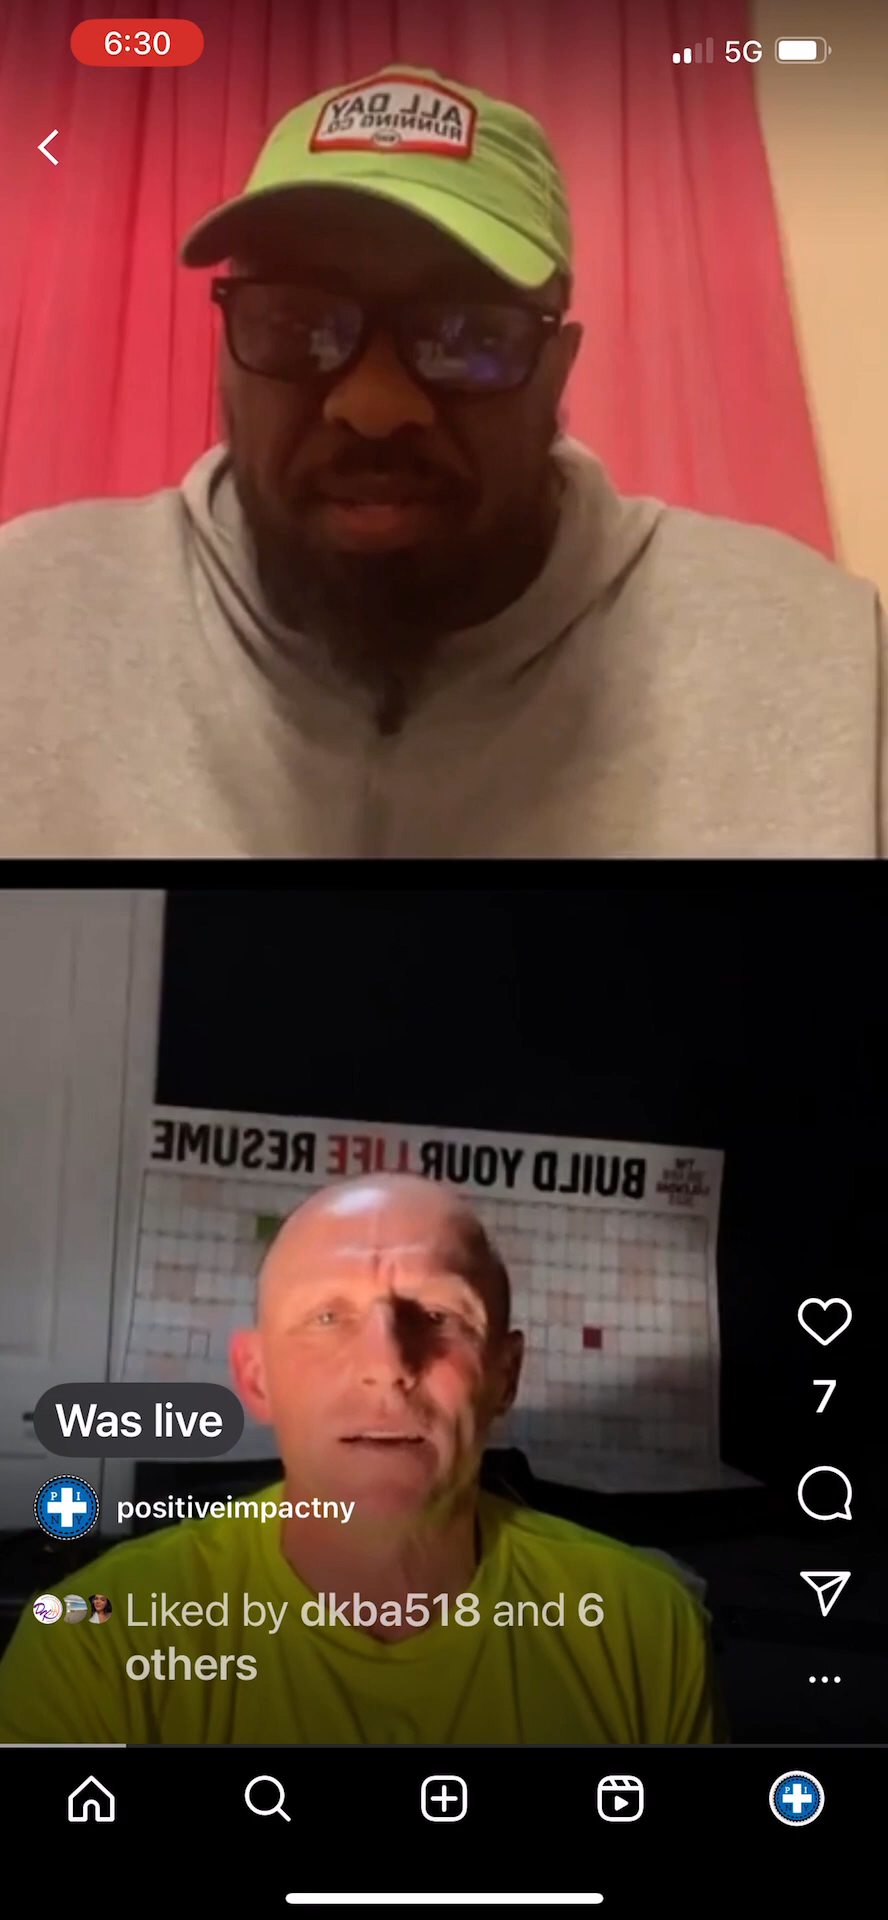 6:30
5G
ALL DAY
RUNNING CO.
BUILD YOUR LIFE RESUME
Was live
positiveimpactny
Liked by dkba518 and 6
others
7